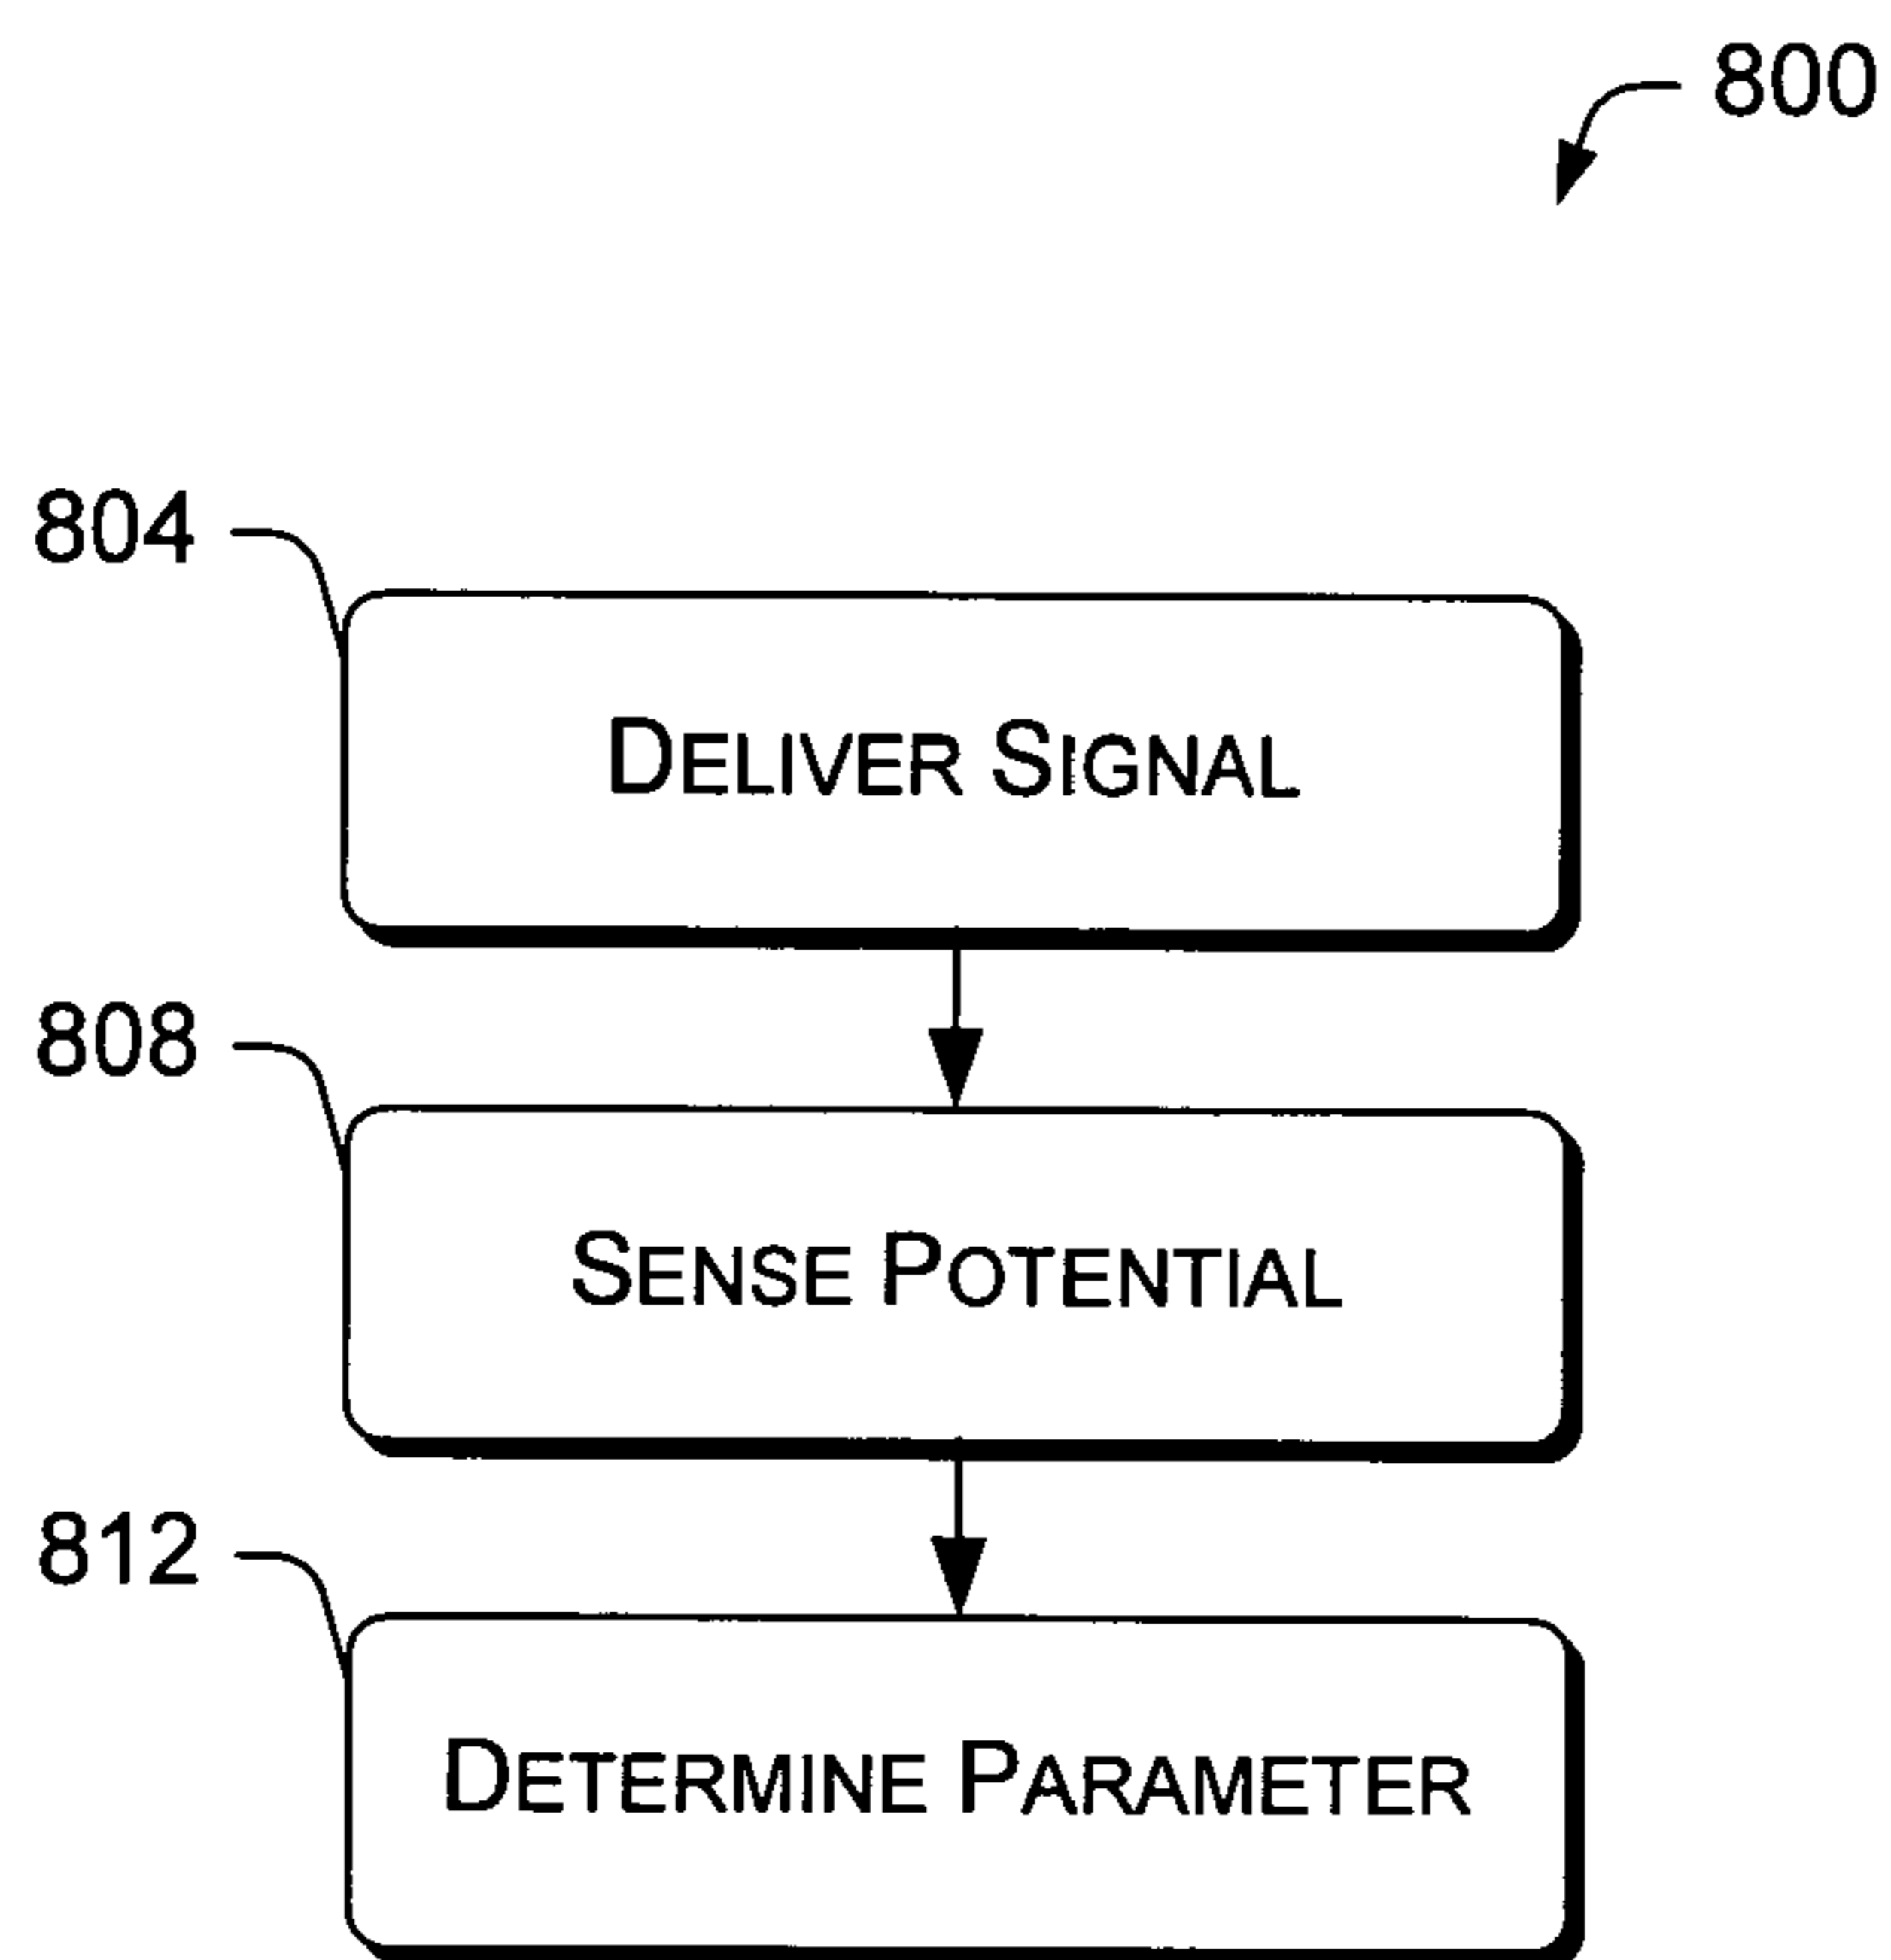 800
804
DELIVER SIGNAL
808
SENSE POTENTIAL
812
DETERMINE PARAMETER